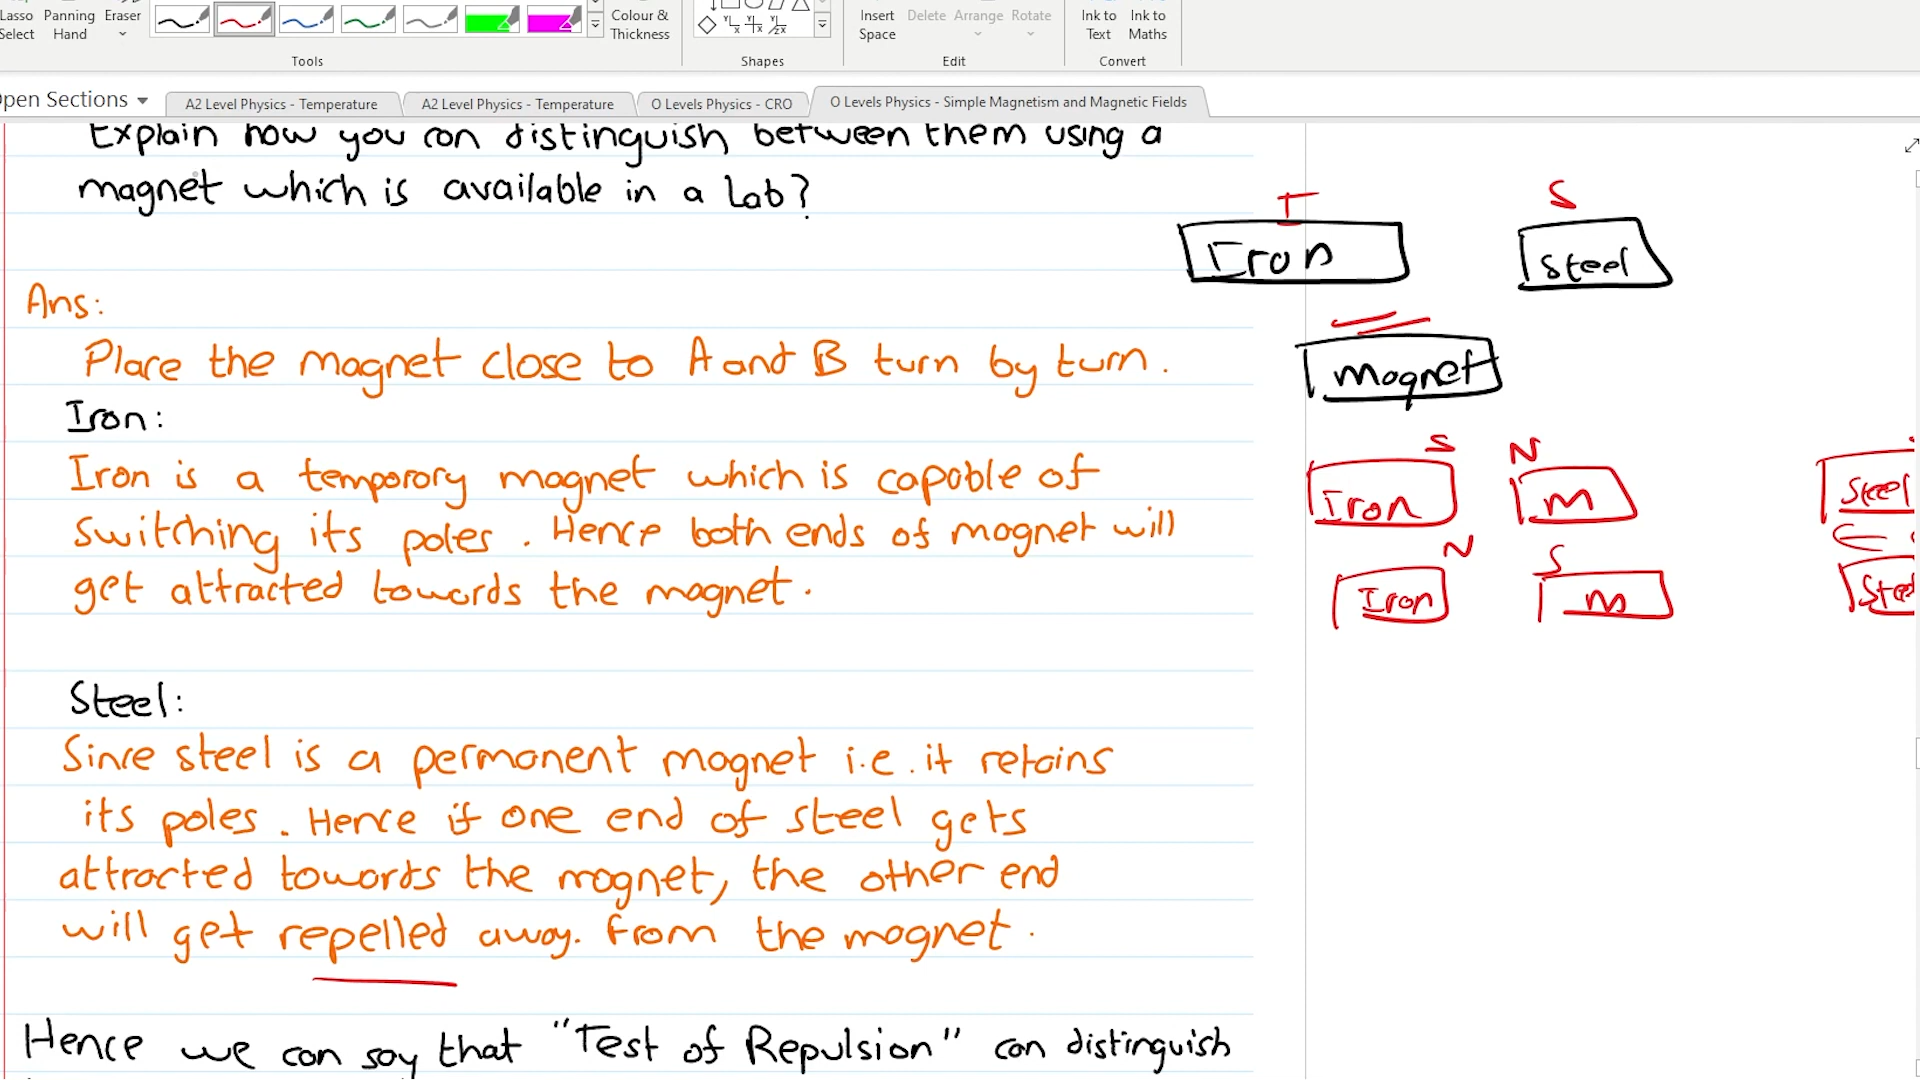 Lasso Select
Panning Hand
Eraser
Colour & Thickness
Insert Space
Delete
Arrange
Rotate
Ink to Text
Ink to Maths
Tools
Shapes
Edit
Convert
Open Sections
A2 Level Physics - Temperature
A2 Level Physics - Temperature
O Levels Physics - CRO
O Levels Physics - Simple Magnetism and Magnetic Fields
Explain how you can distinguish between them using a
magnet which is available in a Lab?
Ans:
Place the magnet close to A and B turn by turn.
Iron:
Iron is a temporary magnet which is capable of
switching its poles. Hence both ends of magnet will
get attracted towards the magnet.
Steel:
Since steel is a permanent magnet i.e. it retains
its poles. Hence if one end of steel gets
attracted towards the magnet, the other end
will get repelled away. from the magnet.
Hence we can say that "Test of Repulsion" can distinguish
T
S
Iron
Steel
magnet
S
N
Iron
m
Steel
N
S
Iron
m